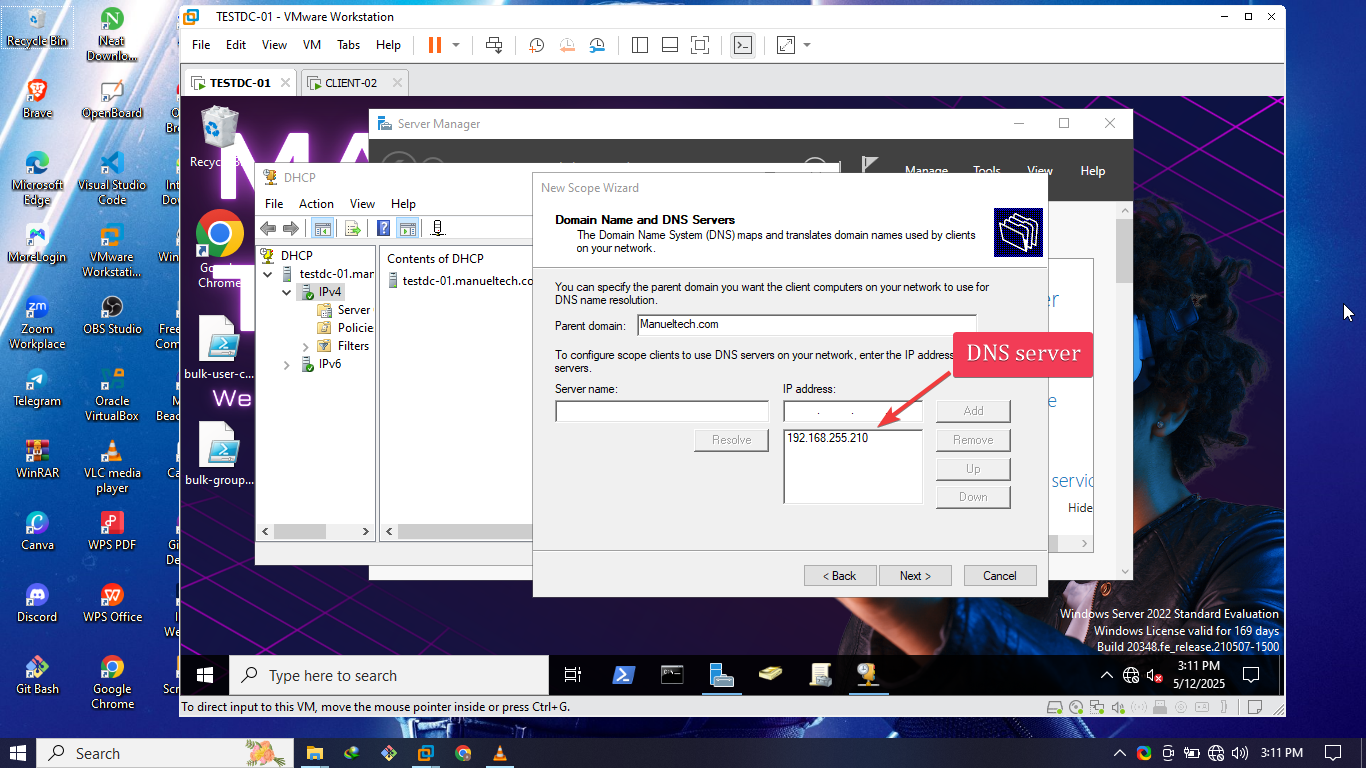 Recycle Bin
Neat
Downlo...
Brave
OpenBoard
Microsoft
Edge
Visual Studio
Code
MoreLogin
VMware
Workstati...
Zoom
Workplace
OBS Studio
Telegram
Oracle
VirtualBox
WinRAR
VLC media
player
Canva
WPS PDF
Discord
WPS Office
Git Bash
Google
Chrome
TESTDC-01 - VMware Workstation
File Edit View VM Tabs Help
TESTDC-01
CLIENT-02
Server Manager
Manage Tools View Help
DHCP
File Action View Help
DHCP
testdc-01.mar
IPv4
Server
Policie
Filters
IPv6
Contents of DHCP
testdc-01.manueltech.co
bulk-user-c...
We
bulk-group...
New Scope Wizard
Domain Name and DNS Servers
The Domain Name System (DNS) maps and translates domain names used by clients
on your network.
You can specify the parent domain you want the client computers on your network to use for
DNS name resolution.
Parent domain:
Manueltech.com
To configure scope clients to use DNS servers on your network, enter the IP address
servers.
DNS server
Server name:
IP address:
Add
Resolve
192.168.255.210
Remove
Up
Down
< Back
Next >
Cancel
servic
Hide
Windows Server 2022 Standard Evaluation
Windows License valid for 169 days
Build 20348.fe_release.210507-1500
Type here to search
3:11 PM
5/12/2025
To direct input to this VM, move the mouse pointer inside or press Ctrl+G.
Search
3:11 PM